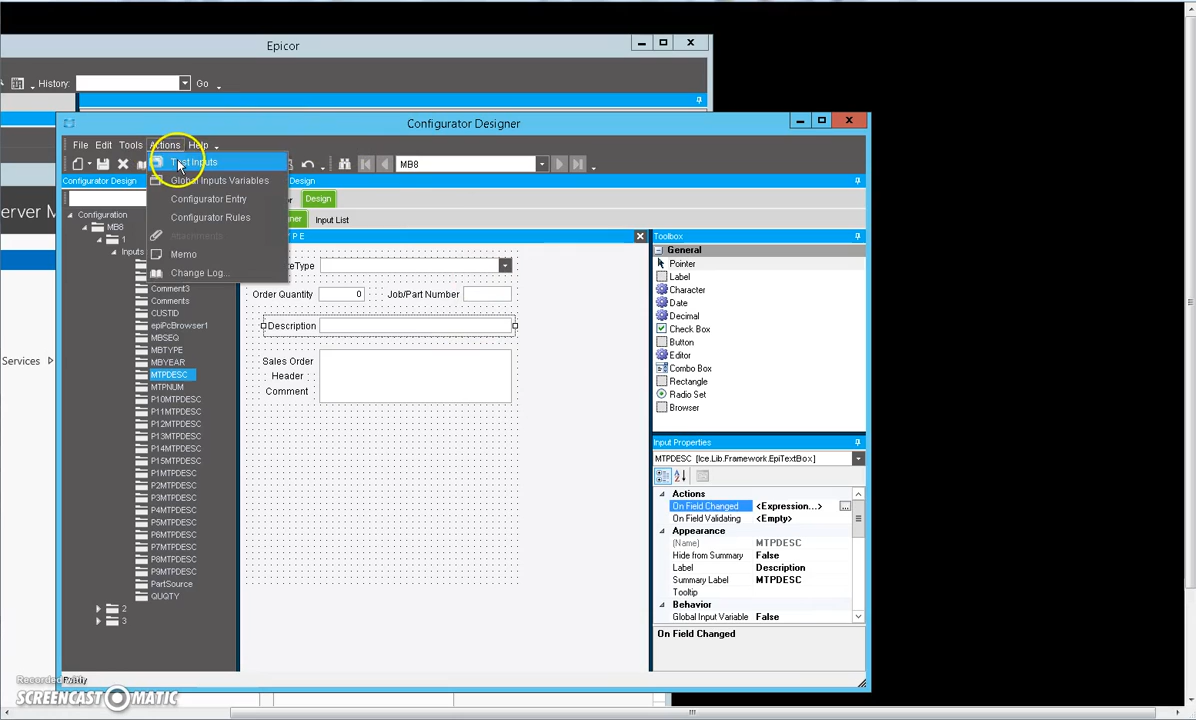 Epicor
History:
Go
Configurator Designer
File Edit Tools Actions Help
MB8
Test Inputs
Global Inputs Variables
Configurator Entry
Configurator Rules
Attachments
Memo
Change Log...
Configurator Design
Design
Design
Input List
Server M
Services
Configuration
MB8
1
Inputs
Comment3
Comments
CUSTID
epiPcBrowser1
MBSEQ
MBTYPE
MBYEAR
MTPDESC
MTPNUM
P10MTPDESC
P11MTPDESC
P12MTPDESC
P13MTPDESC
P14MTPDESC
P15MTPDESC
P1MTPDESC
P2MTPDESC
P3MTPDESC
P4MTPDESC
P5MTPDESC
P6MTPDESC
P7MTPDESC
P8MTPDESC
P9MTPDESC
PartSource
QUQTY
2
3
Order Quantity 0 Job/Part Number
Description
Sales Order
Header
Comment
Toolbox
General
Pointer
Label
Character
Date
Decimal
Check Box
Button
Editor
Combo Box
Rectangle
Radio Set
Browser
Input Properties
MTPDESC [Ice.Lib.Framework.EpiTextBox]
Actions
On Field Changed <Expression...> ...
On Field Validating <Empty>
Appearance
(Name) MTPDESC
Hide from Summary False
Label Description
Summary Label MTPDESC
Tooltip
Behavior
Global Input Variable False
On Field Changed
Recorded with
SCREENCAST MATIC